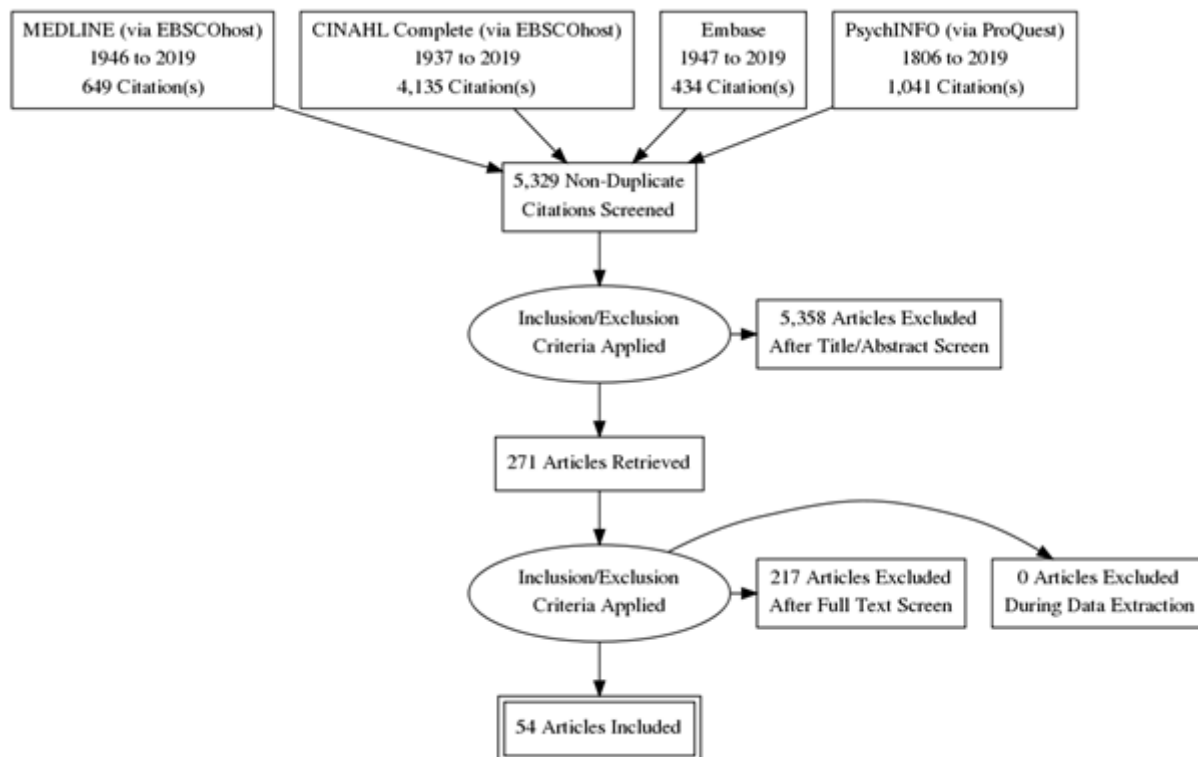 MEDLINE (via EBSCOhost)
1946 to 2019
649 Citation(s)
CINAHL Complete (via EBSCOhost)
1937 to 2019
4,135 Citation(s)
Embase
1947 to 2019
434 Citation(s)
PsychINFO (via ProQuest)
1806 to 2019
1,041 Citation(s)
5,329 Non-Duplicate
Citations Screened
Inclusion/Exclusion
Criteria Applied
5,358 Articles Excluded
After Title/Abstract Screen
271 Articles Retrieved
Inclusion/Exclusion
Criteria Applied
217 Articles Excluded
After Full Text Screen
0 Articles Excluded
During Data Extraction
54 Articles Included